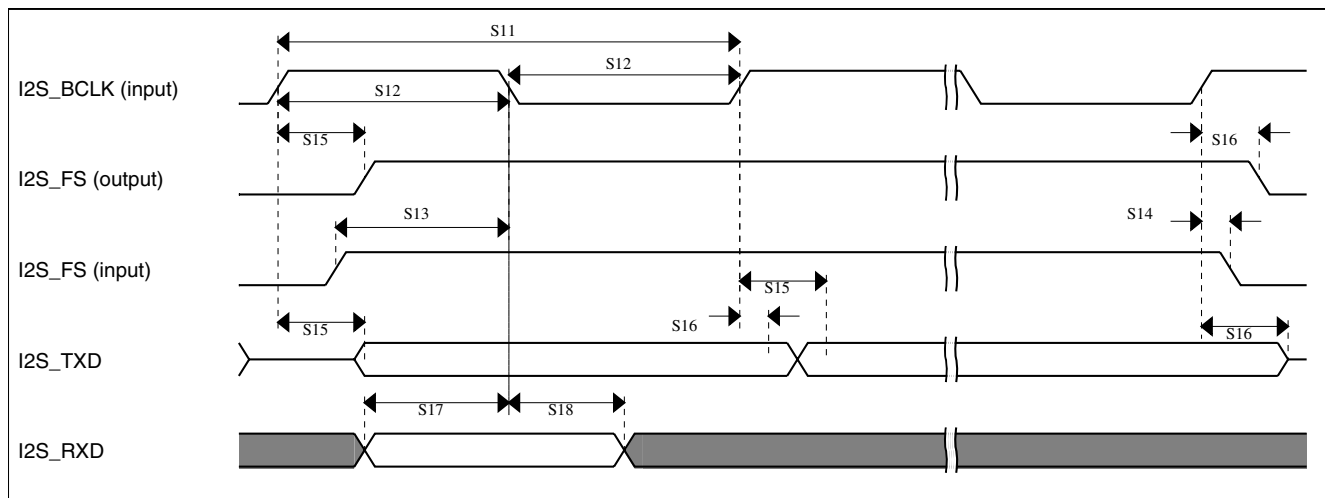 S11
I2S_BCLK (input)
S12
S12
S15
S16
I2S_FS (output)
S13
S14
I2S_FS (input)
S15
S15
S16
S16
I2S_TXD
S17
S18
I2S_RXD